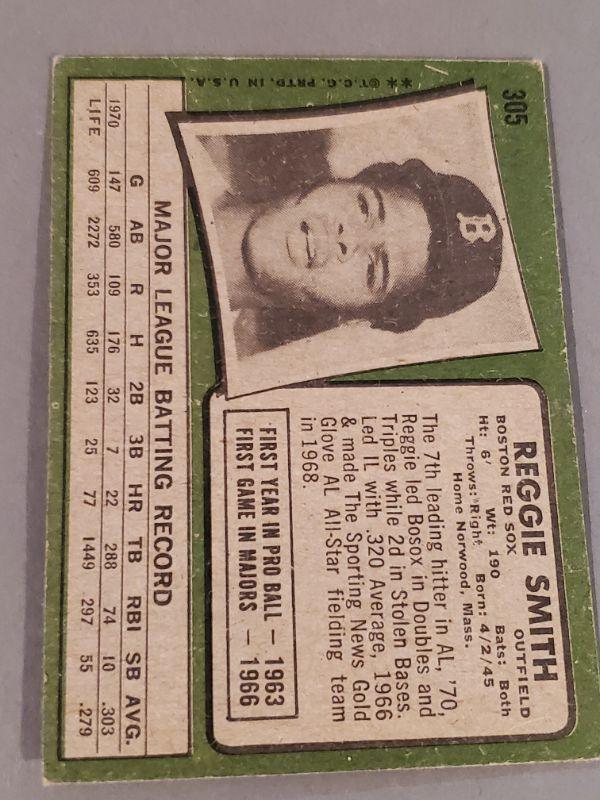 305
REGGIE SMITH
OUTFIELD
BOSTON RED SOX
Ht: 6' Wt: 190 Bats: Both
Throws: Right Born: 4/2/45
Home Norwood, Mass.
The 7th leading hitter in AL, '70,
Reggie led Bosox in Doubles and
Triples while 2d in Stolen Bases.
Led IL with .320 Average, 1966
& made The Sporting News Gold
Glove AL All-Star fielding team
in 1968.
FIRST YEAR IN PRO BALL — 1963
FIRST GAME IN MAJORS — 1966
B
MAJOR LEAGUE BATTING RECORD
G AB R H 2B 3B HR TB RBI SB AVG.
1970 147 580 109 176 32 7 22 288 74 10 .303
LIFE 609 2272 353 635 123 25 77 1449 297 55 .279
**©T.C.G. PRTD. IN U.S.A.